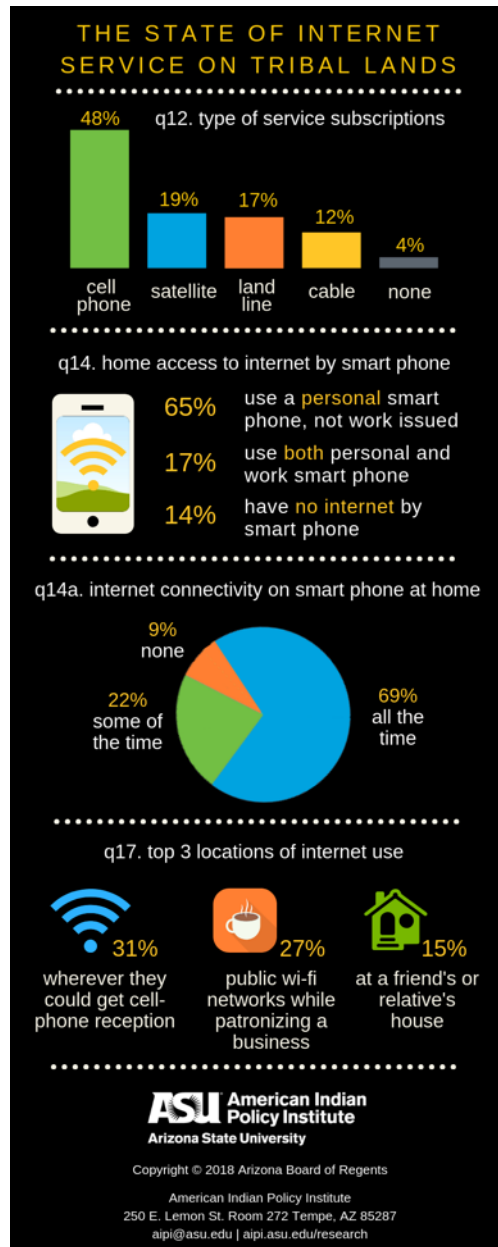 THE STATE OF INTERNET
SERVICE ON TRIBAL LANDS
q12. type of service subscriptions
48%
19%
17%
12%
4%
cell
phone
satellite
land
line
cable
none
q14. home access to internet by smart phone
65%
use a personal smart
phone, not work issued
17%
use both personal and
work smart phone
14%
have no internet by
smart phone
q14a. internet connectivity on smart phone at home
9%
none
22%
some of
the time
69%
all the
time
q17. top 3 locations of internet use
31%
wherever they
could get cell-
phone reception
27%
public wi-fi
networks while
patronizing a
business
15%
at a friend's or
relative's
house
ASU American Indian
Policy Institute
Arizona State University
Copyright © 2018 Arizona Board of Regents
American Indian Policy Institute
250 E. Lemon St. Room 272 Tempe, AZ 85287
aipi@asu.edu | aipi.asu.edu/research